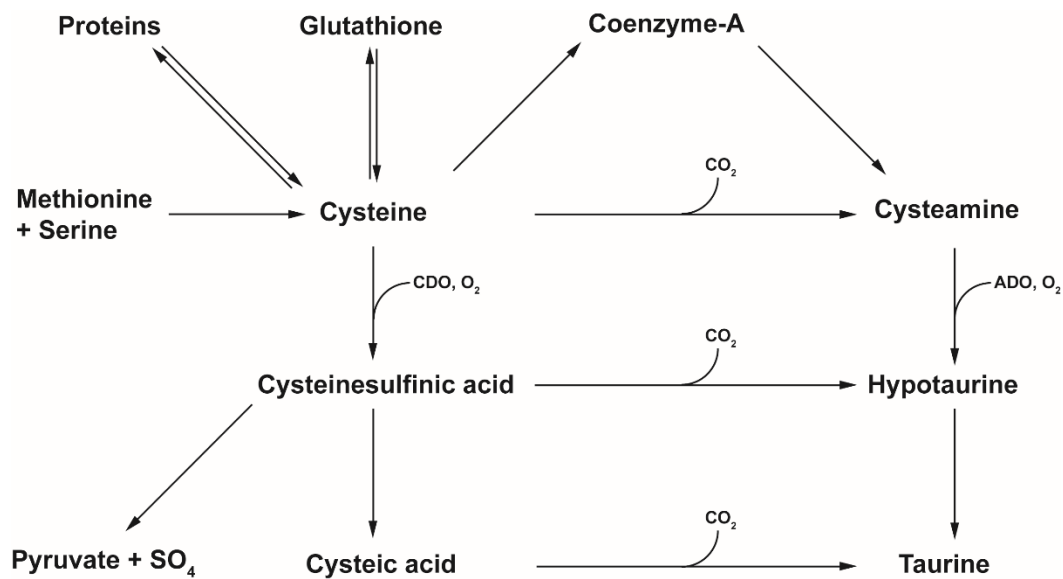 Proteins
Glutathione
Coenzyme-A
Methionine
+ Serine
Cysteine
CO₂
Cysteamine
CDO, O₂
ADO, O₂
Cysteinesulfinic acid
CO₂
Hypotaurine
Pyruvate + SO₄
Cysteic acid
CO₂
Taurine